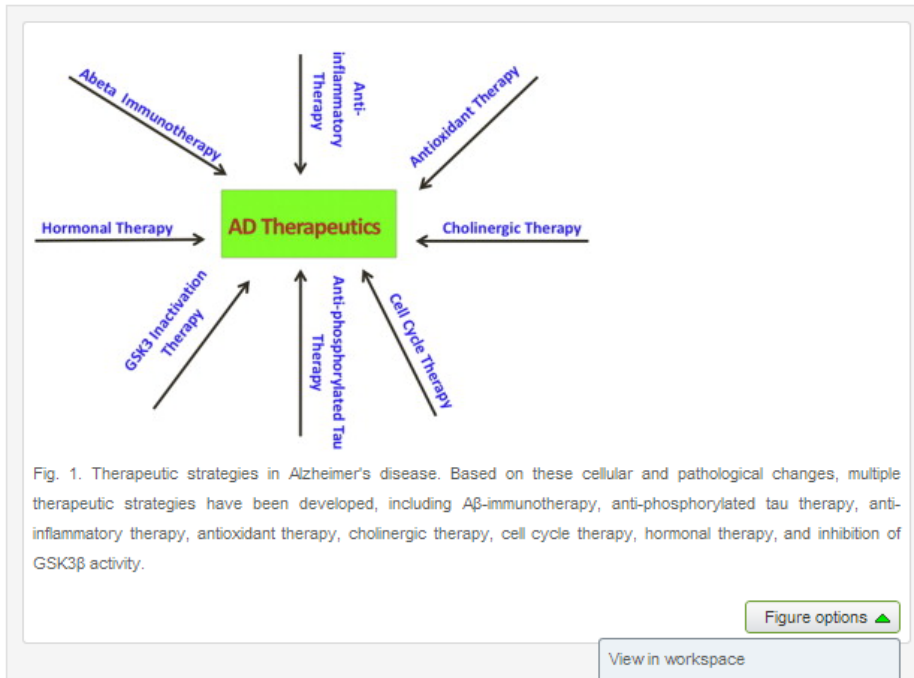 Abeta Immunotherapy
Anti-
inflammatory
Therapy
Antioxidant Therapy
Hormonal Therapy
AD Therapeutics
Cholinergic Therapy
GSK3 Inactivation
Therapy
Anti-phosphorylated Tau
Therapy
Cell Cycle Therapy
Fig. 1. Therapeutic strategies in Alzheimer's disease. Based on these cellular and pathological changes, multiple
therapeutic strategies have been developed, including Aβ-immunotherapy, anti-phosphorylated tau therapy, anti-
inflammatory therapy, antioxidant therapy, cholinergic therapy, cell cycle therapy, hormonal therapy, and inhibition of
GSK3β activity.
Figure options
View in workspace